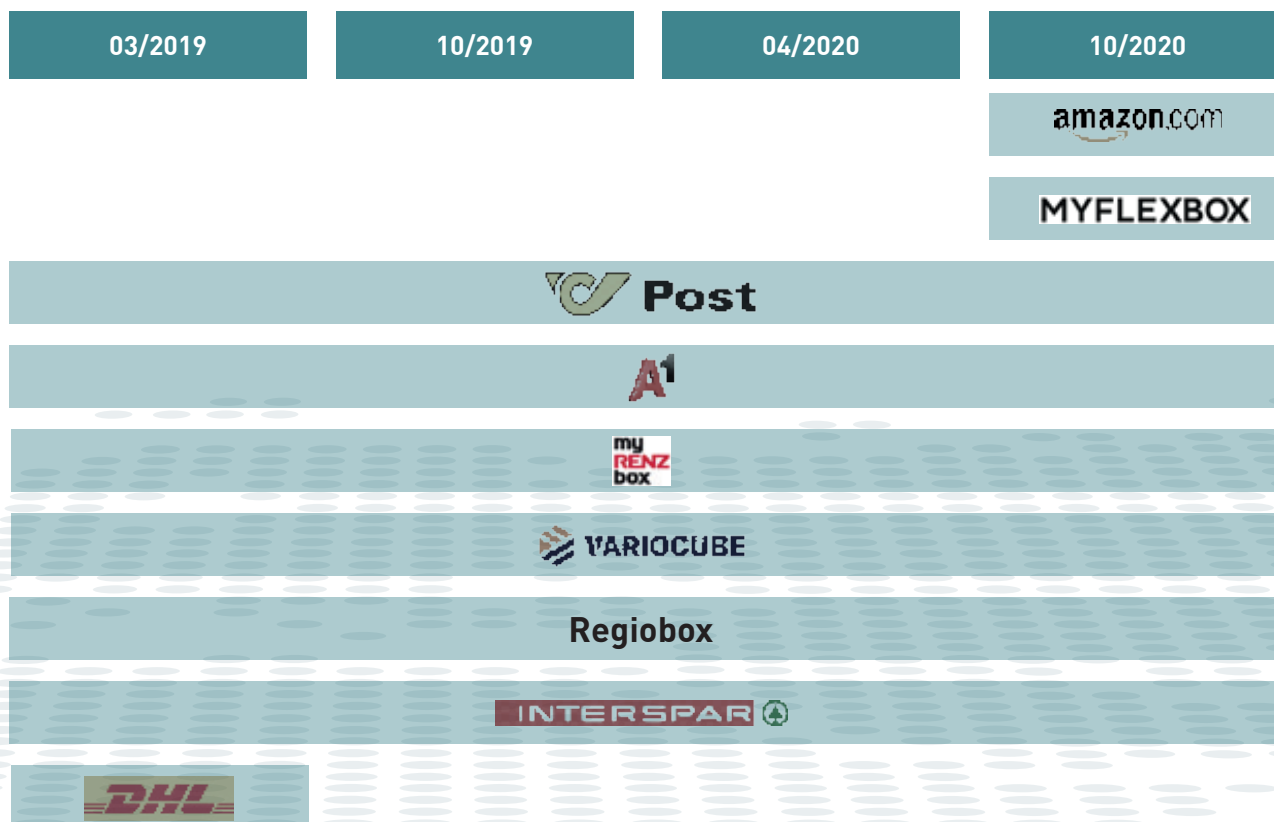 03/2019 10/2019 04/2020 10/2020
amazon.com
MYFLEXBOX
Post
A1
my
RENZ
box
VARIOCUBE
Regiobox
INTERSPAR
DHL